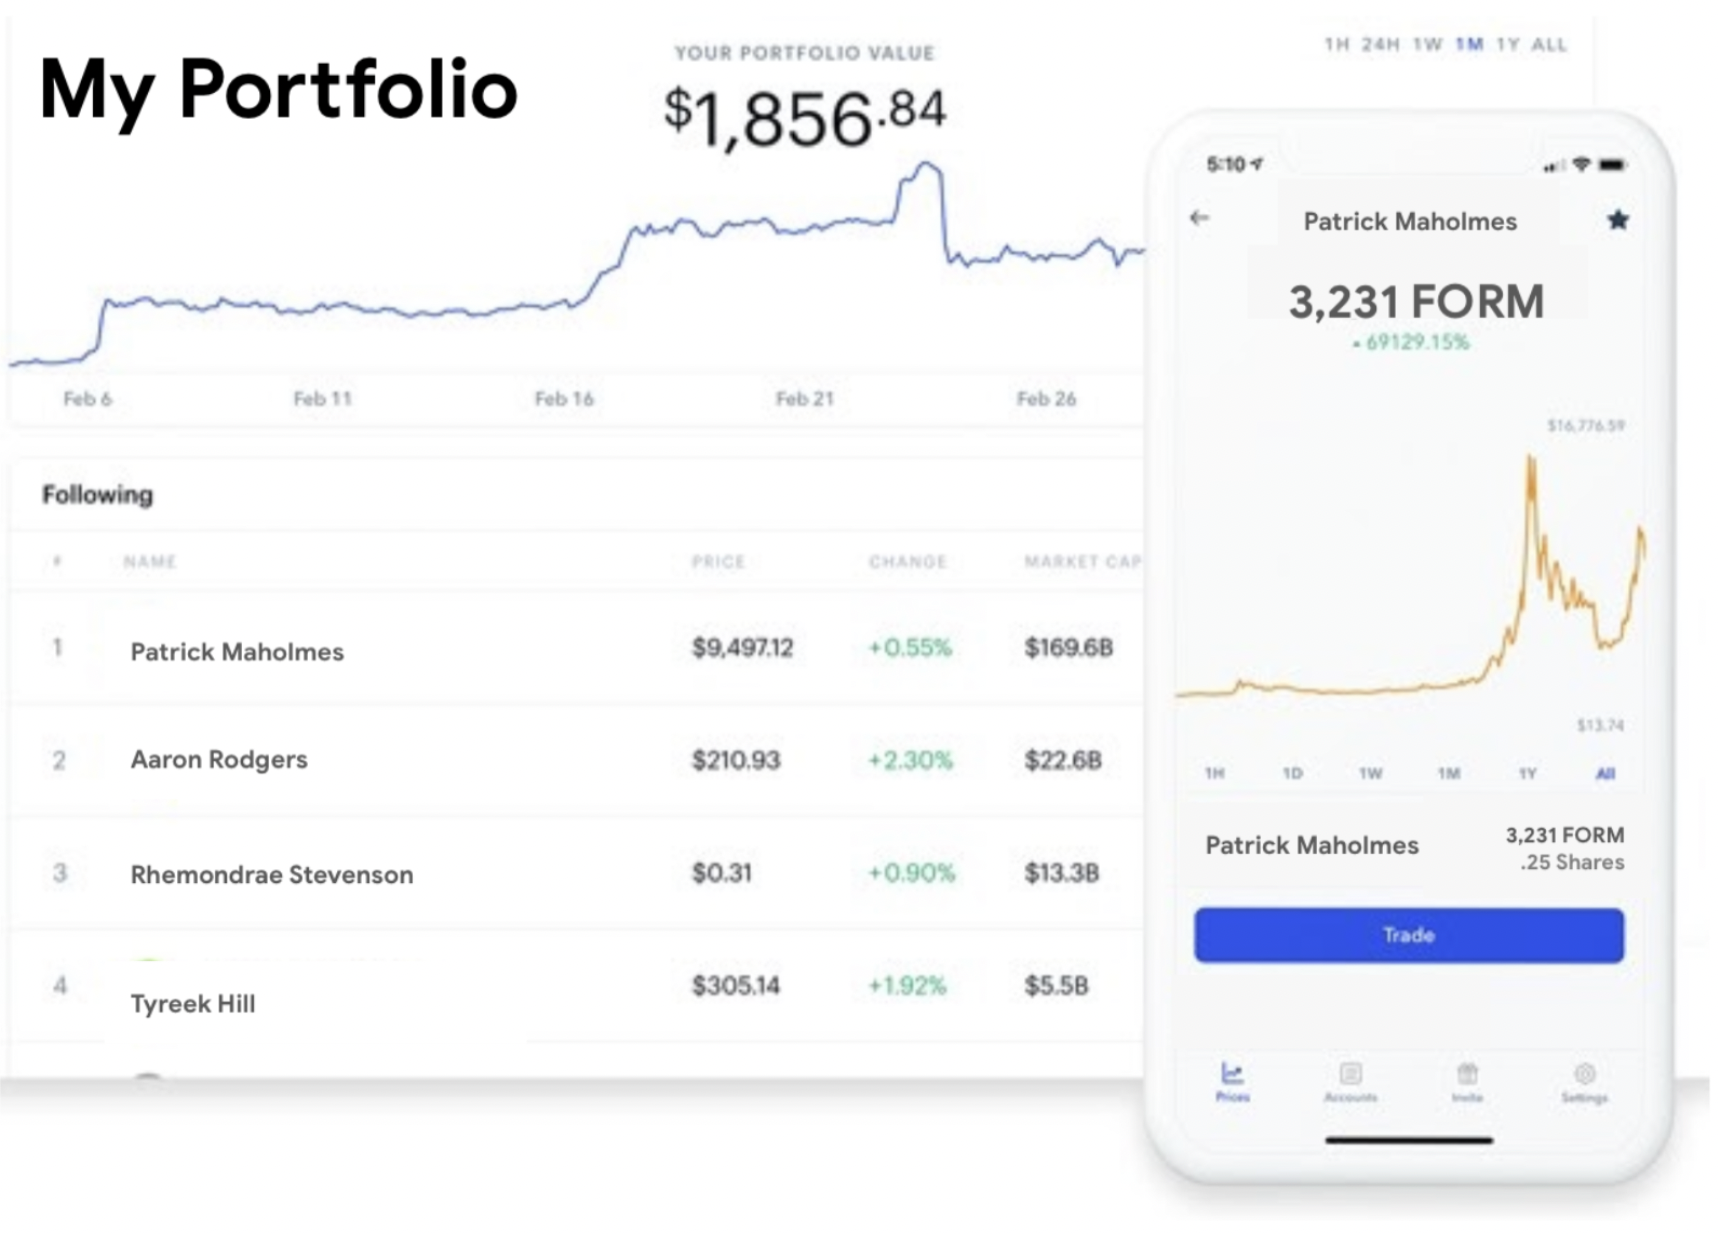 My Portfolio
YOUR PORTFOLIO VALUE
$1,856.84
1H 24H 1W 1M 1Y ALL
Feb 6 Feb 11 Feb 16 Feb 21 Feb 26
Following
# NAME PRICE CHANGE MARKET CAP
1 Patrick Maholmes $9,497.12 +0.55% $169.6B
2 Aaron Rodgers $210.93 +2.30% $22.6B
3 Rhemondrae Stevenson $0.31 +0.90% $13.3B
4 Tyreek Hill $305.14 +1.92% $5.5B
5:10
Patrick Maholmes
3,231 FORM
69129.15%
$16,776.59
$13.74
1H 1D 1W 1M 1Y All
Patrick Maholmes 3,231 FORM
.25 Shares
Trade
Prices Accounts Invite Settings